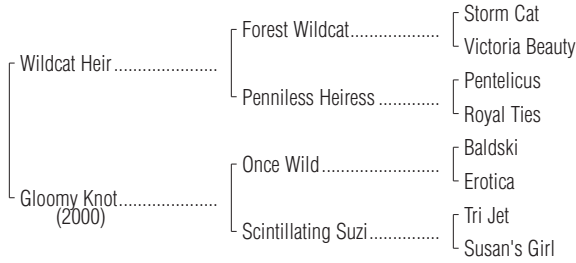 Storm Cat
Forest Wildcat
Victoria Beauty
Wildcat Heir
Pentelicus
Penniless Heiress
Royal Ties
Baldski
Once Wild
Erotica
Gloomy Knot
(2000)
Tri Jet
Scintillating Suzi
Susan's Girl